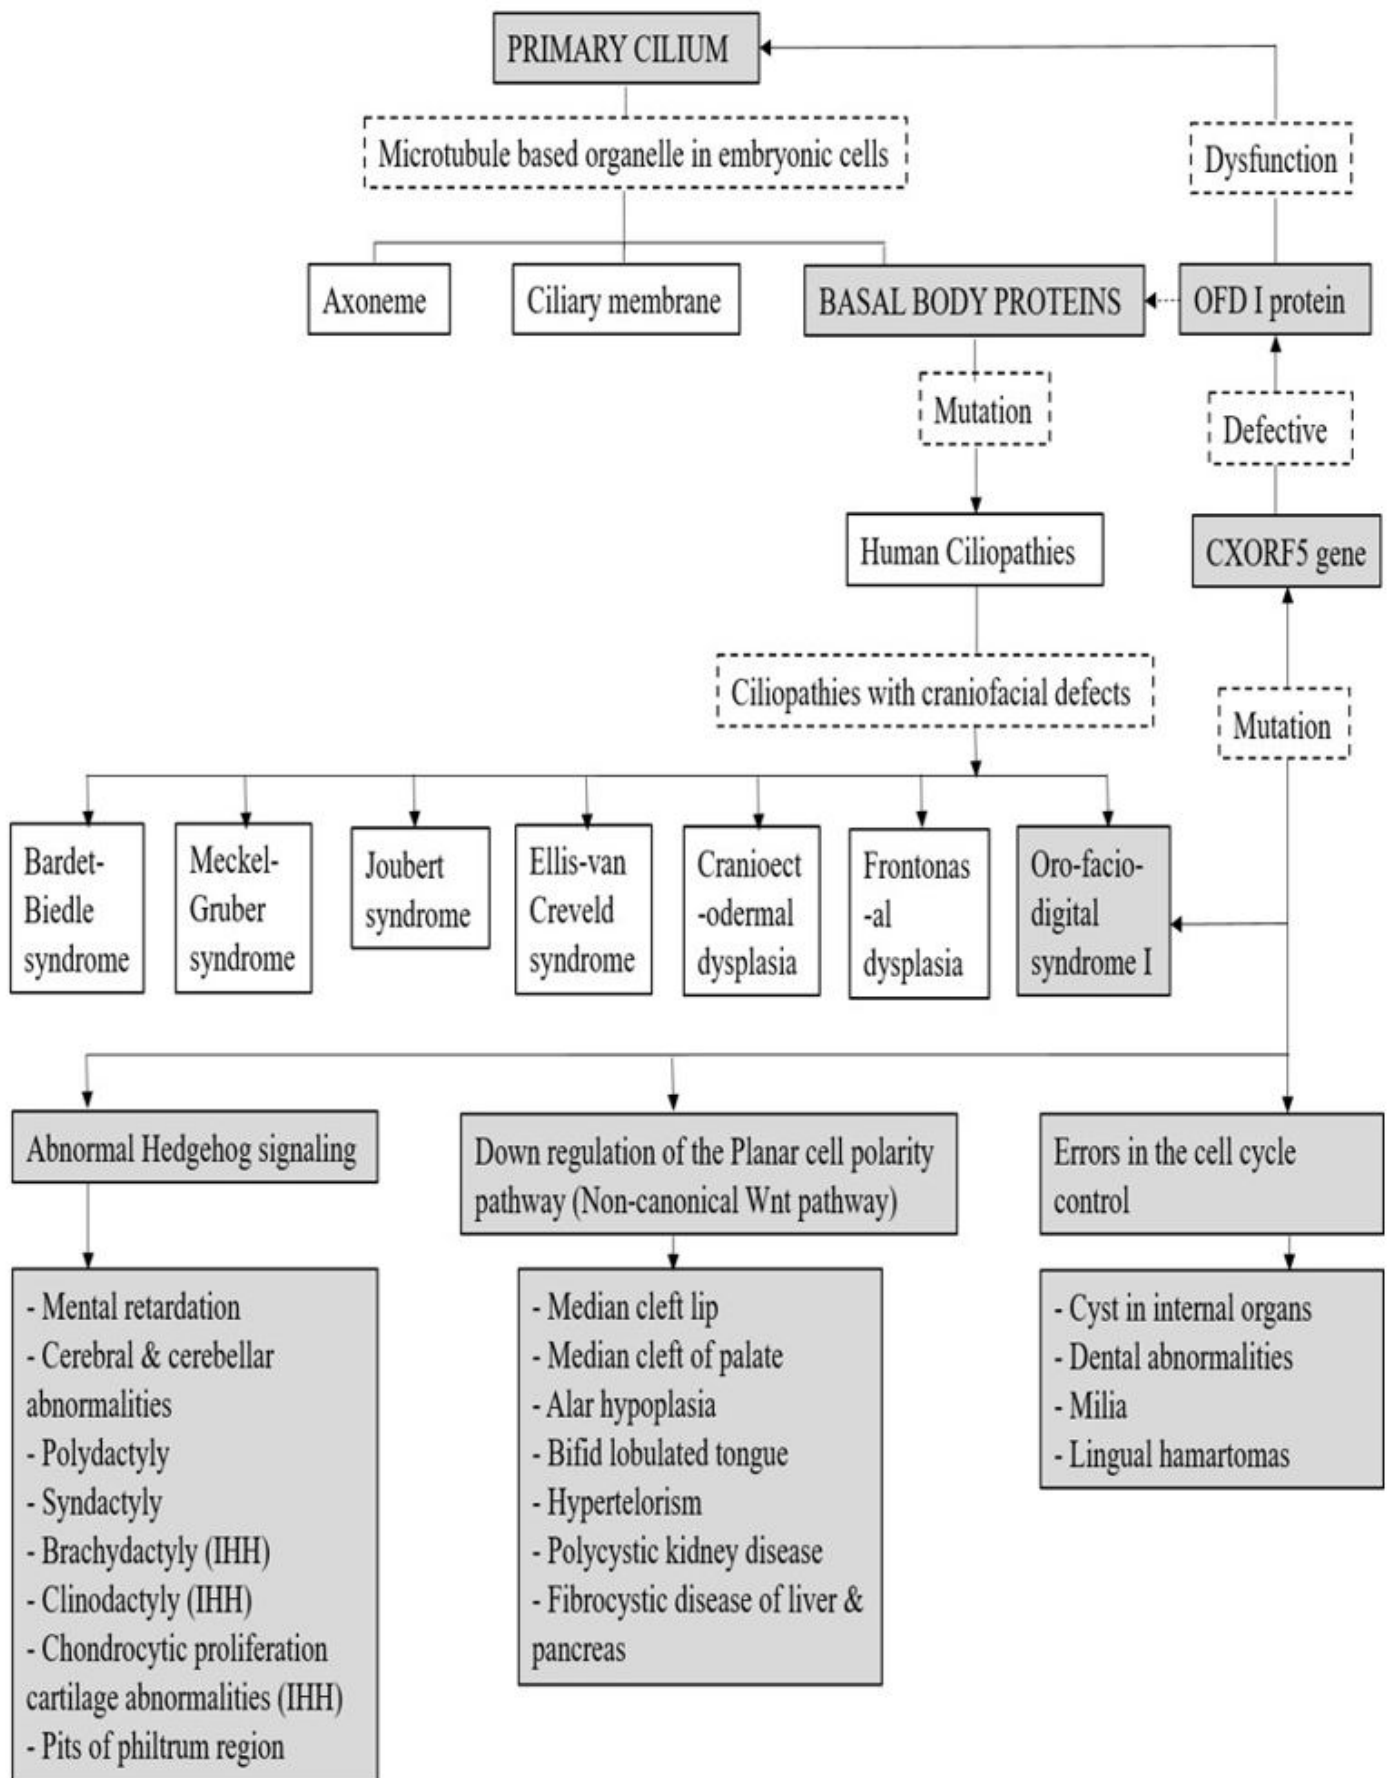 PRIMARY CILIUM
Microtubule based organelle in embryonic cells
Dysfunction
Axoneme
Ciliary membrane
BASAL BODY PROTEINS
OFD I protein
Mutation
Defective
Human Ciliopathies
CXORF5 gene
Ciliopathies with craniofacial defects
Mutation
Bardet-
Biedle
syndrome
Meckel-
Gruber
syndrome
Joubert
syndrome
Ellis-van
Creveld
syndrome
Cranioect
-odermal
dysplasia
Frontonas
-al
dysplasia
Oro-facio-
digital
syndrome I
Abnormal Hedgehog signaling
Down regulation of the Planar cell polarity
pathway (Non-canonical Wnt pathway)
Errors in the cell cycle
control
- Mental retardation
- Cerebral & cerebellar
abnormalities
- Polydactyly
- Syndactyly
- Brachydactyly (IHH)
- Clinodactyly (IHH)
- Chondrocytic proliferation
cartilage abnormalities (IHH)
- Pits of philtrum region
- Median cleft lip
- Median cleft of palate
- Alar hypoplasia
- Bifid lobulated tongue
- Hypertelorism
- Polycystic kidney disease
- Fibrocystic disease of liver &
pancreas
- Cyst in internal organs
- Dental abnormalities
- Milia
- Lingual hamartomas